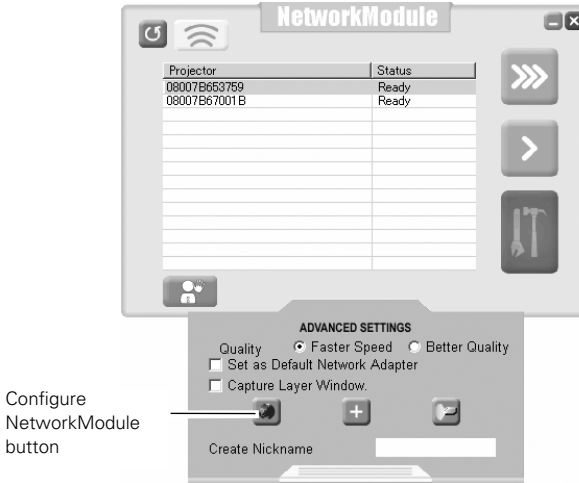 NetworkModule
Projector Status
08007B653759 Ready
08007B67001B Ready
ADVANCED SETTINGS
Quality Faster Speed Better Quality
Set as Default Network Adapter
Capture Layer Window.
Configure
NetworkModule
button
Create Nickname